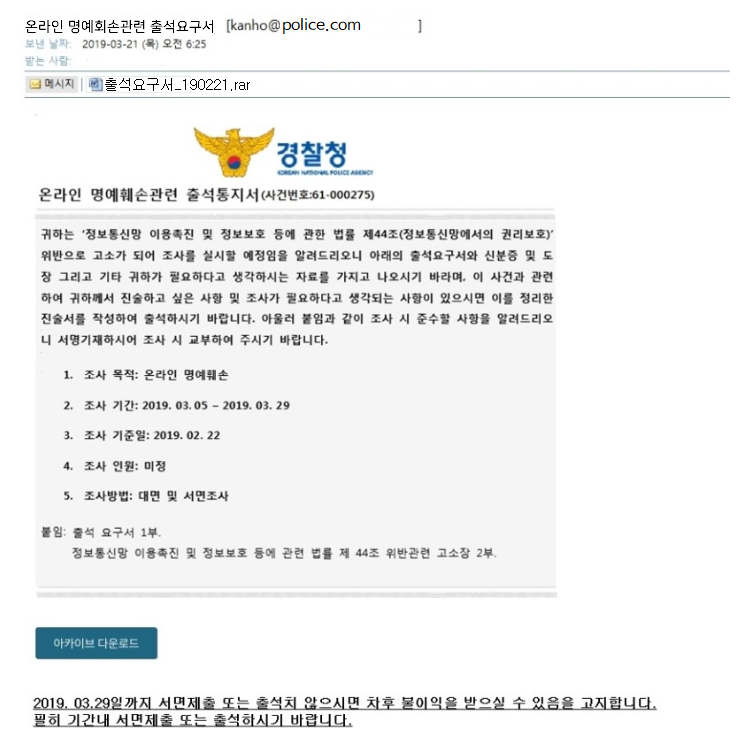 온라인 명예회손관련 출석요구서 [kanho@police.com ]
보낸 날짜: 2019-03-21 (목) 오전 6:25
받는 사람:
메시지 출석요구서_190221.rar
경찰청
KOREAN NATIONAL POLICE AGENCY
온라인 명예훼손관련 출석통지서(사건번호:61-000275)
귀하는 '정보통신망 이용촉진 및 정보보호 등에 관한 법률 제44조(정보통신망에서의 권리보호)'
위반으로 고소가 되어 조사를 실시할 예정임을 알려드리오니 아래의 출석요구서와 신분증 및 도
장 그리고 기타 귀하가 필요하다고 생각하시는 자료를 가지고 나오시기 바라며, 이 사건과 관련
하여 귀하께서 진술하고 싶은 사항 및 조사가 필요하다고 생각되는 사항이 있으시면 이를 정리한
진술서를 작성하여 출석하시기 바랍니다. 아울러 붙임과 같이 조사 시 준수할 사항을 알려드리오
니 서명기재하시어 조사 시 교부하여 주시기 바랍니다.
1. 조사 목적: 온라인 명예훼손
2. 조사 기간: 2019. 03. 05 – 2019. 03. 29
3. 조사 기준일: 2019. 02. 22
4. 조사 인원: 미정
5. 조사방법: 대면 및 서면조사
붙임: 출석 요구서 1부.
정보통신망 이용촉진 및 정보보호 등에 관련 법률 제 44조 위반관련 고소장 2부.
아카이브 다운로드
2019. 03.29일까지 서면제출 또는 출석치 않으시면 차후 불이익을 받으실 수 있음을 고지합니다.
필히 기간내 서면제출 또는 출석하시기 바랍니다.